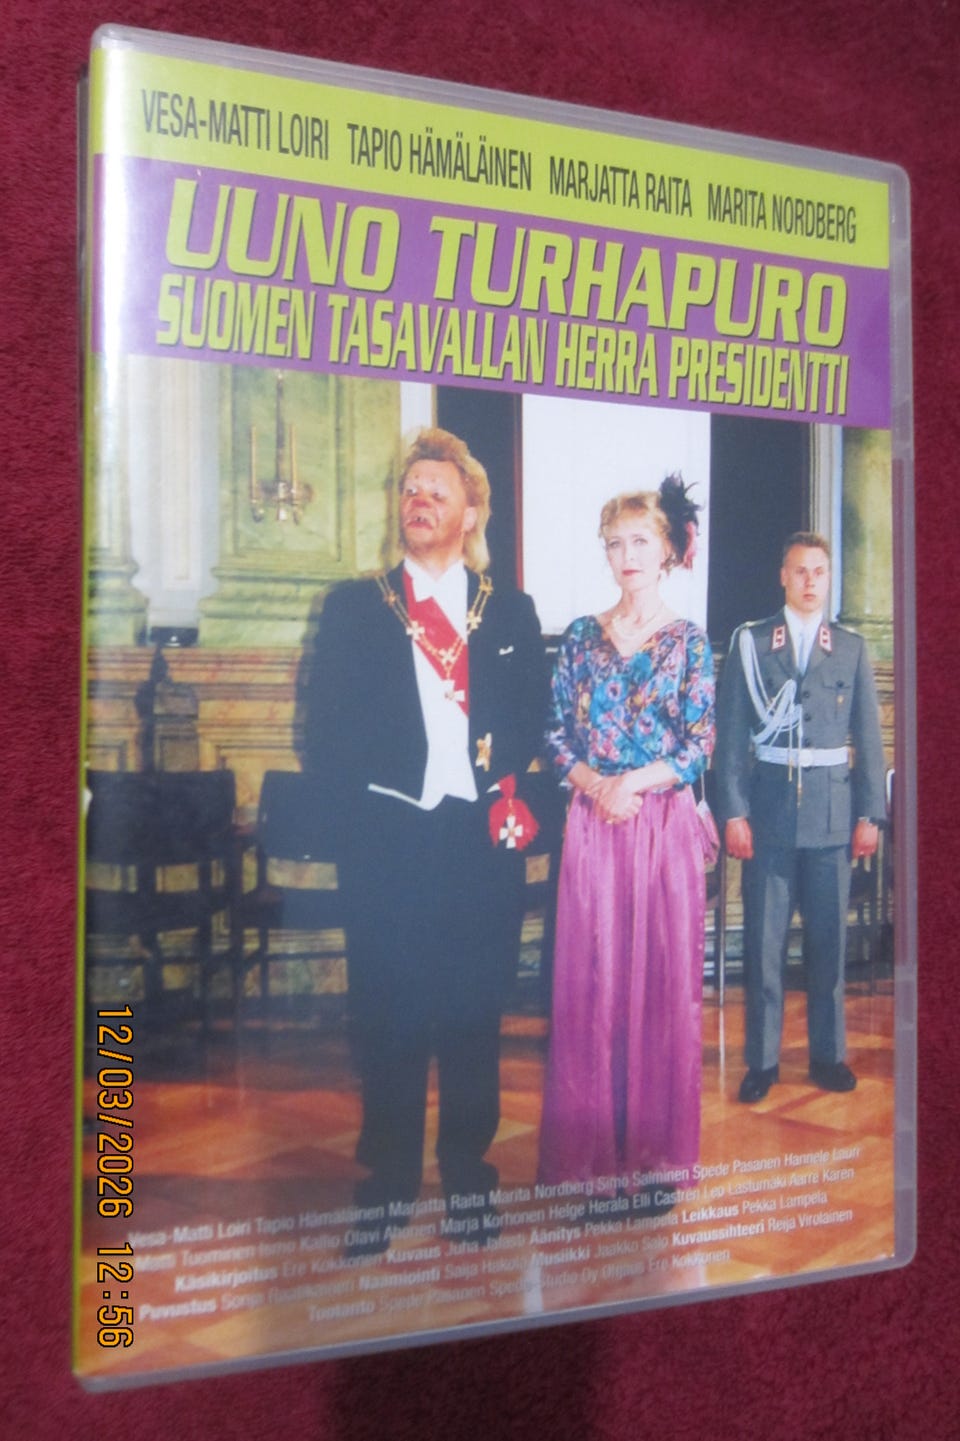 VESA-MATTI LOIRI TAPIO HÄMÄLÄINEN MARJATTA RAITA MARITA NORDBERG
UUNO TURHAPURO
SUOMEN TASAVALLAN HERRA PRESIDENTTI
Vesa-Matti Loiri Tapio Hämäläinen Marjatta Raita Marita Nordberg Simo Salminen Spede Pasanen Hannele Lauri
Matti Tuominen Ismo Kallio Olavi Ahonen Marja Korhonen Helge Herala Elli Castrén Leo Lastumäki Aarre Karén
Käsikirjoitus Ere Kokkonen Kuvaus Juha Jalasti Äänitys Pekka Lampela Leikkaus Pekka Lampela
Puvustus Naamiointi Saija Hakola Musiikki Jaakko Salo Kuvaussihteeri Reija Virolainen
Tuotanto Spede Pasanen Spede-Studio Oy Ohjaus Ere Kokkonen
12/03/2026 12:56